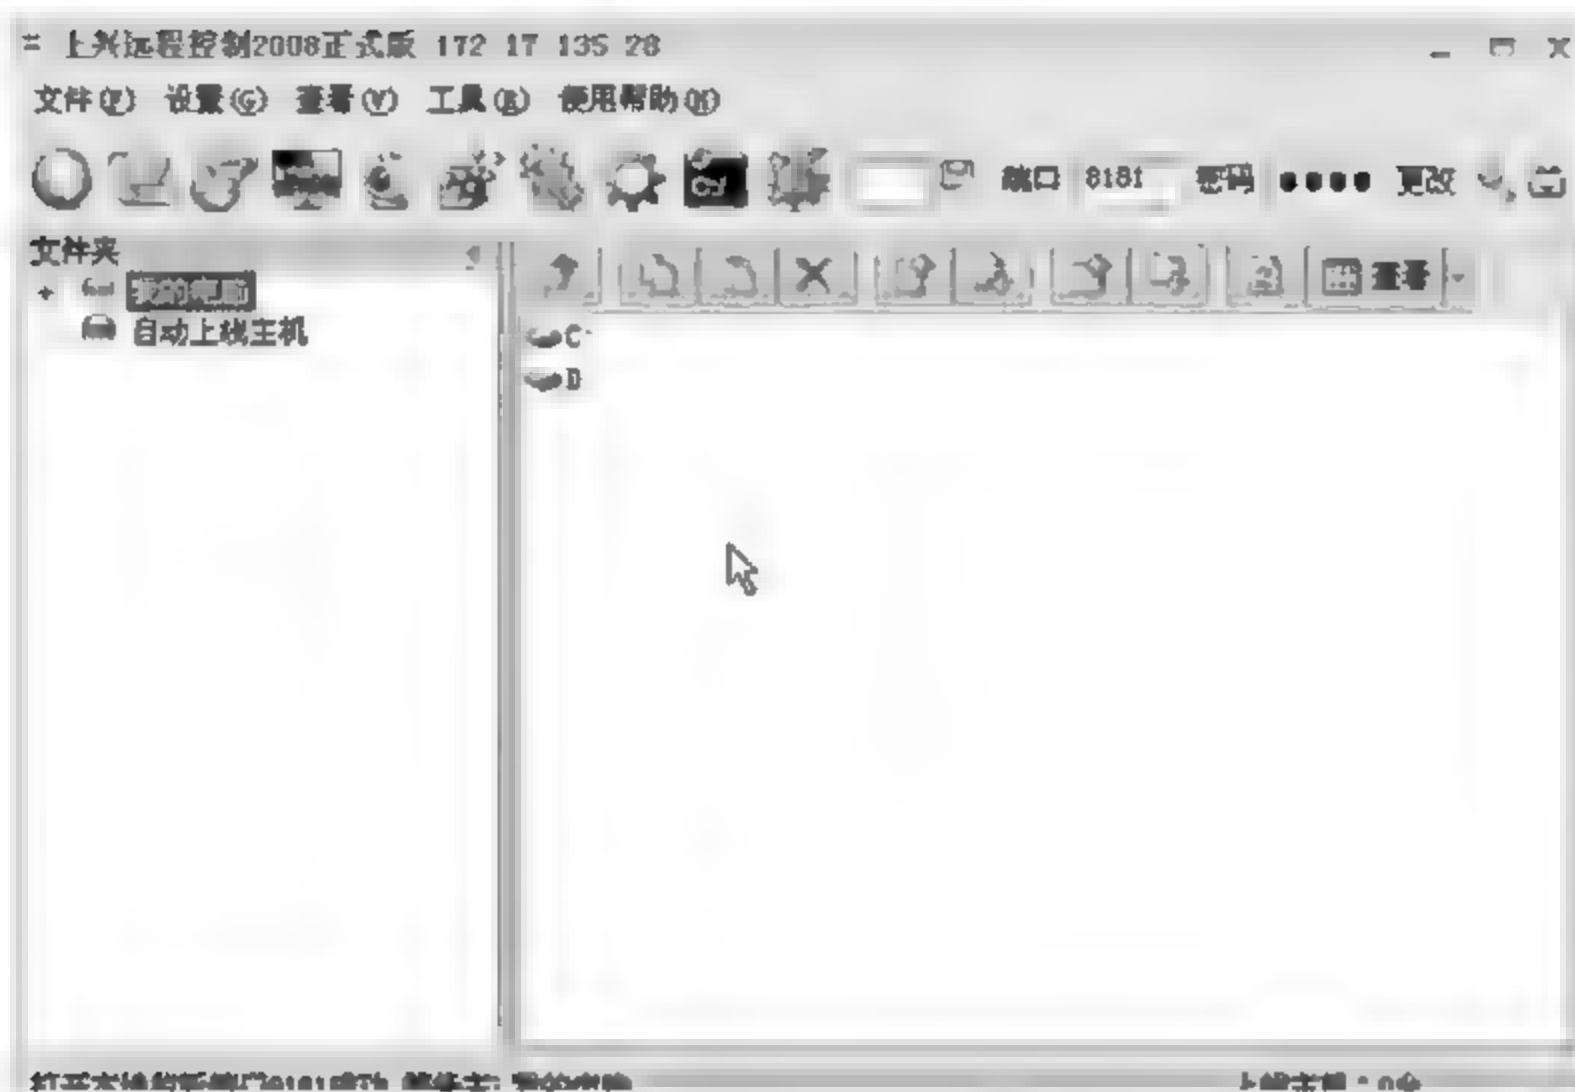 上兴远程控制2008正式版 172 17 135 28
文件(F) 设置(G) 查看(V) 工具(E) 使用帮助(H)
端口 8181 密码 ●●●● 更改
文件夹
查看
我的电脑
自动上线主机
C
D